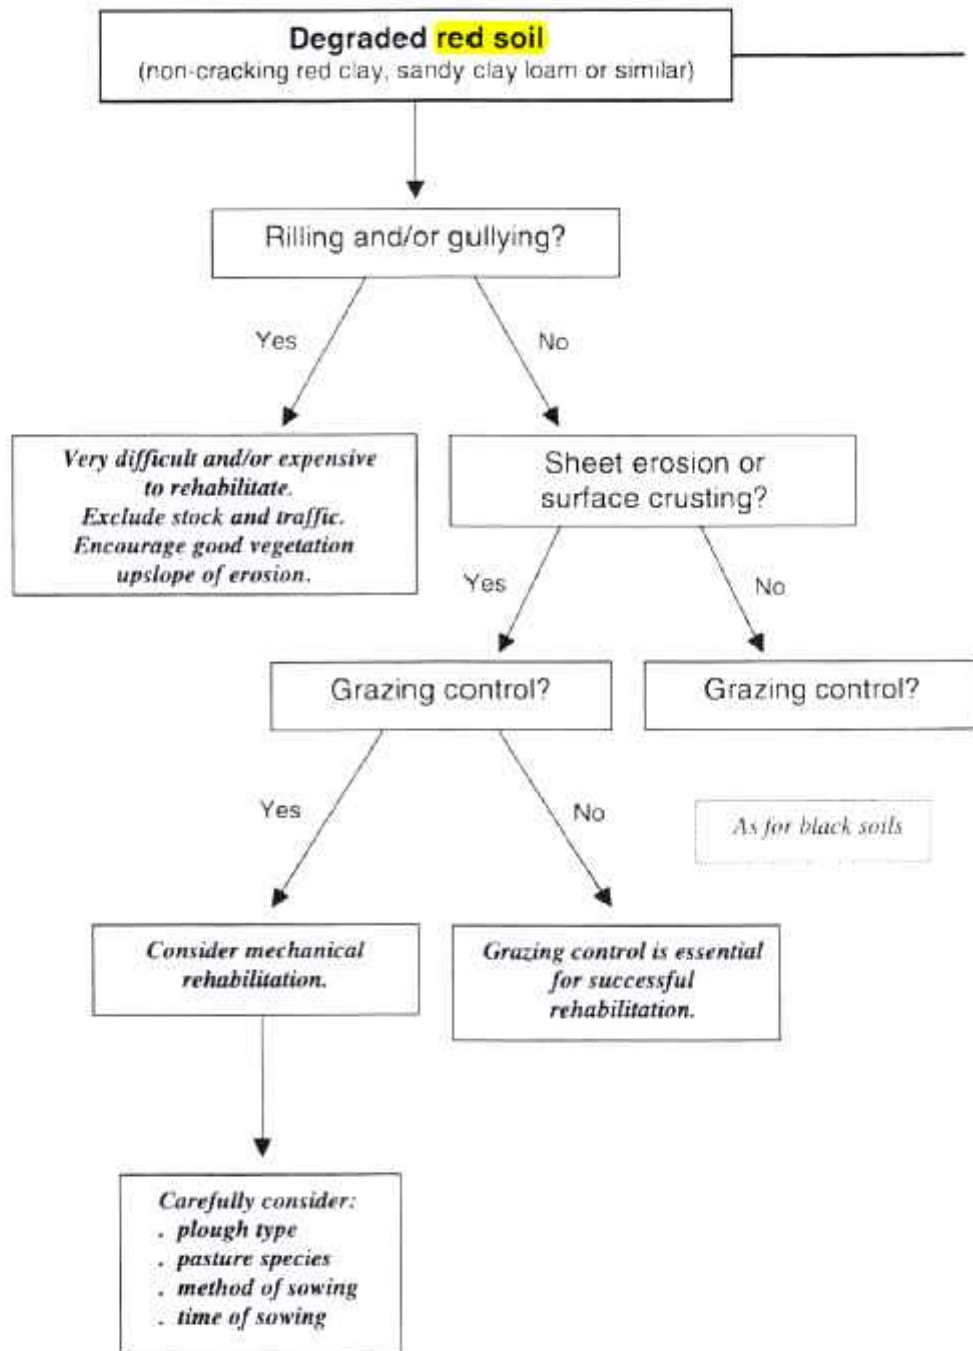 Degraded red soil
(non-cracking red clay, sandy clay loam or similar)
Rilling and/or gullying?
Yes
No
Very difficult and/or expensive
to rehabilitate.
Exclude stock and traffic.
Encourage good vegetation
upslope of erosion.
Sheet erosion or
surface crusting?
Yes
No
Grazing control?
Grazing control?
Yes
No
As for black soils
Consider mechanical
rehabilitation.
Grazing control is essential
for successful
rehabilitation.
Carefully consider:
. plough type
. pasture species
. method of sowing
. time of sowing